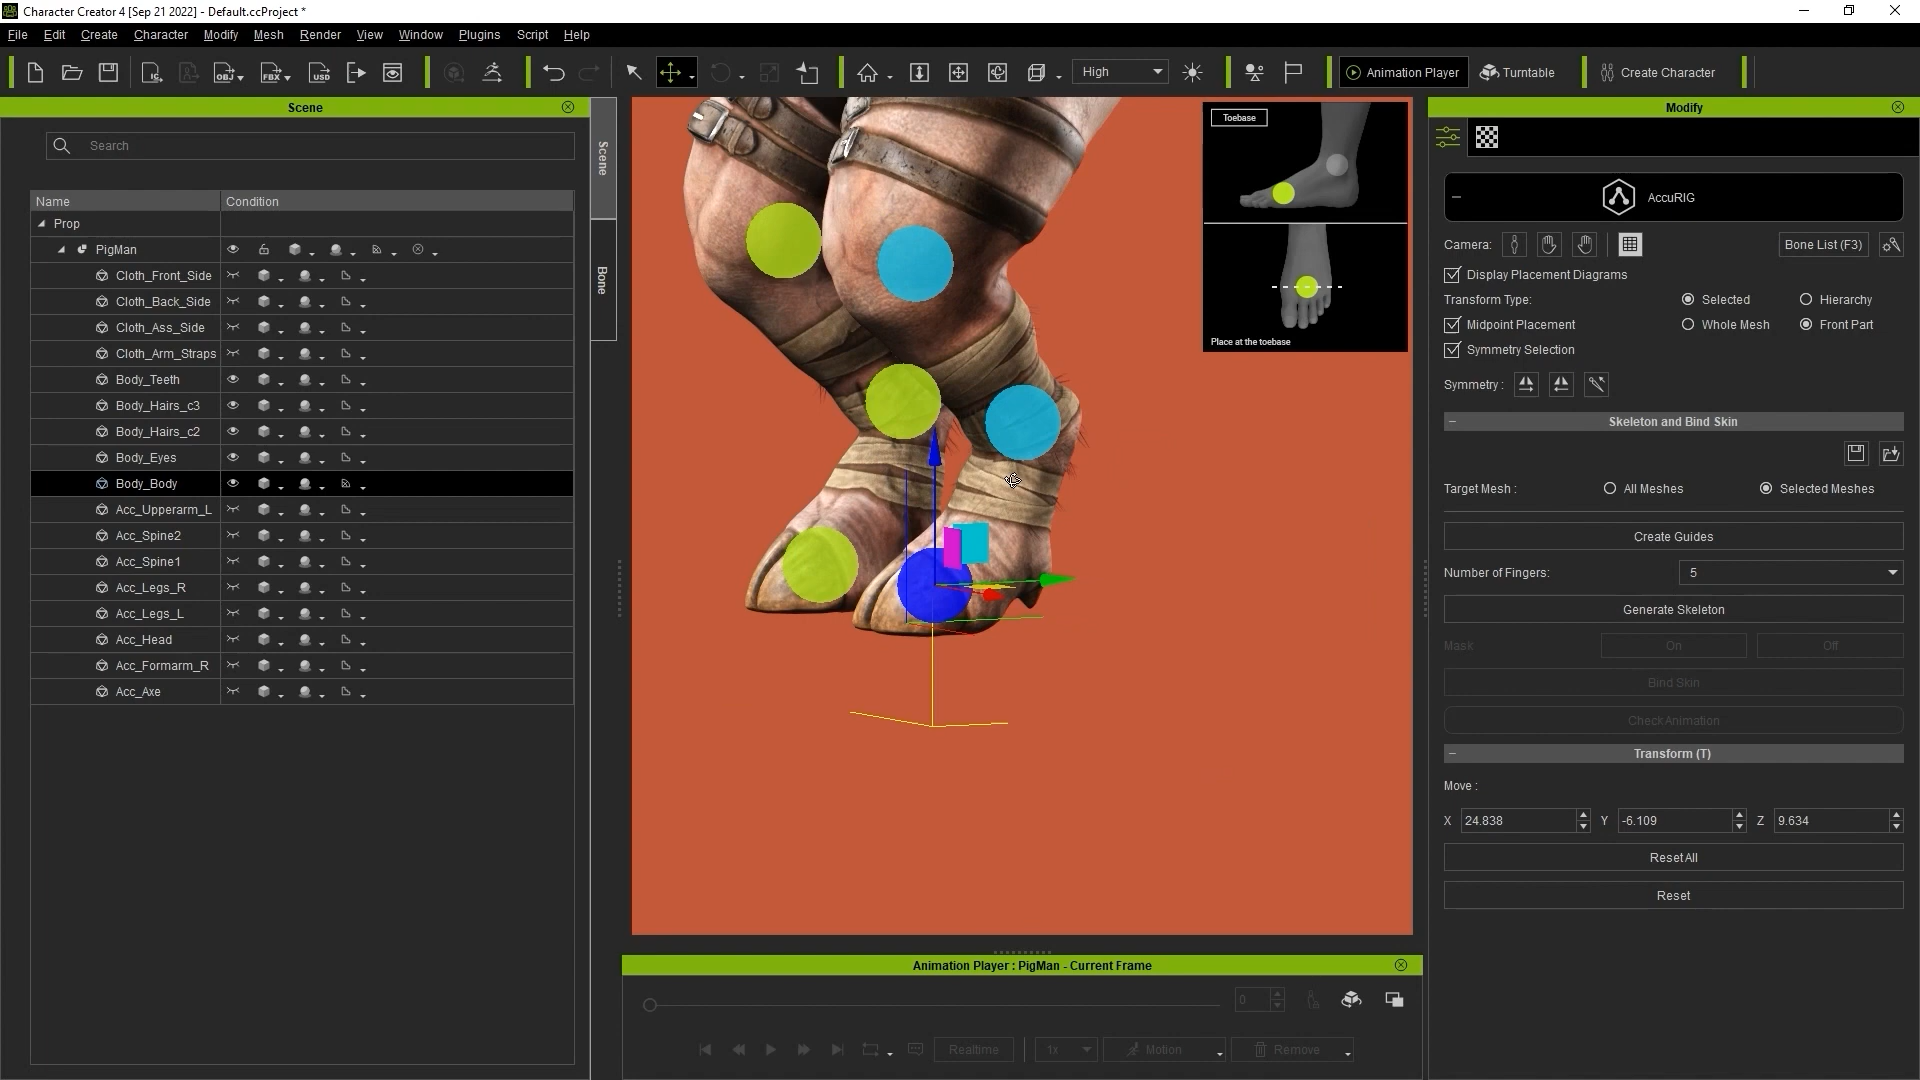 Character Creator 4 [Sep 21 2022] - Default.ccProject *
File Edit Create Character Modify Mesh Render View Window Plugins Script Help
IC OBJ FBX USD High Animation Player Turntable Create Character
Scene
Search
Name Condition
Prop
PigMan
Cloth_Front_Side
Cloth_Back_Side
Cloth_Ass_Side
Cloth_Arm_Straps
Body_Teeth
Body_Hairs_c3
Body_Hairs_c2
Body_Eyes
Body_Body
Acc_Upperarm_L
Acc_Spine2
Acc_Spine1
Acc_Legs_R
Acc_Legs_L
Acc_Head
Acc_Formarm_R
Acc_Axe
Scene
Bone
Toebase
Place at the toebase
Animation Player : PigMan - Current Frame
0
Realtime 1x Motion Remove
Modify
AccuRIG
Camera: Bone List (F3)
Display Placement Diagrams
Transform Type: Selected Hierarchy
Midpoint Placement Whole Mesh Front Part
Symmetry Selection
Symmetry :
Skeleton and Bind Skin
Target Mesh : All Meshes Selected Meshes
Create Guides
Number of Fingers: 5
Generate Skeleton
Mask On Off
Bind Skin
Check Animation
Transform (T)
Move :
X 24.838 Y -6.109 Z 9.634
Reset All
Reset